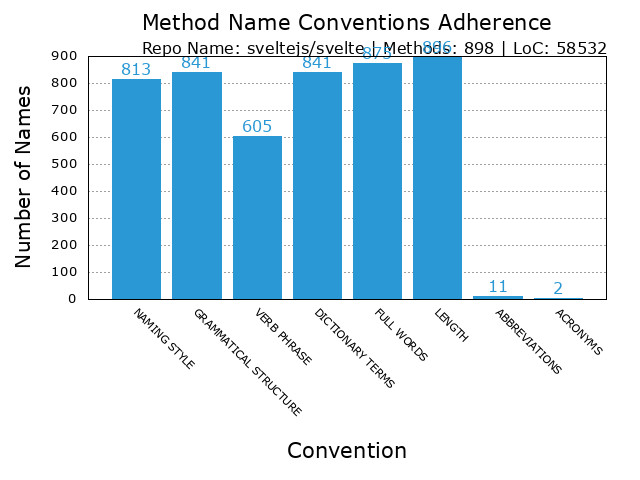 Method Name Conventions Adherence
Repo Name: sveltejs/svelte | Methods: 898 | LoC: 58532
Number of Names
900
800
700
600
500
400
300
200
100
0
813
841
605
841
875
896
11
2
NAMING STYLE
GRAMMATICAL STRUCTURE
VERB PHRASE
DICTIONARY TERMS
FULL WORDS
LENGTH
ABBREVIATIONS
ACRONYMS
Convention